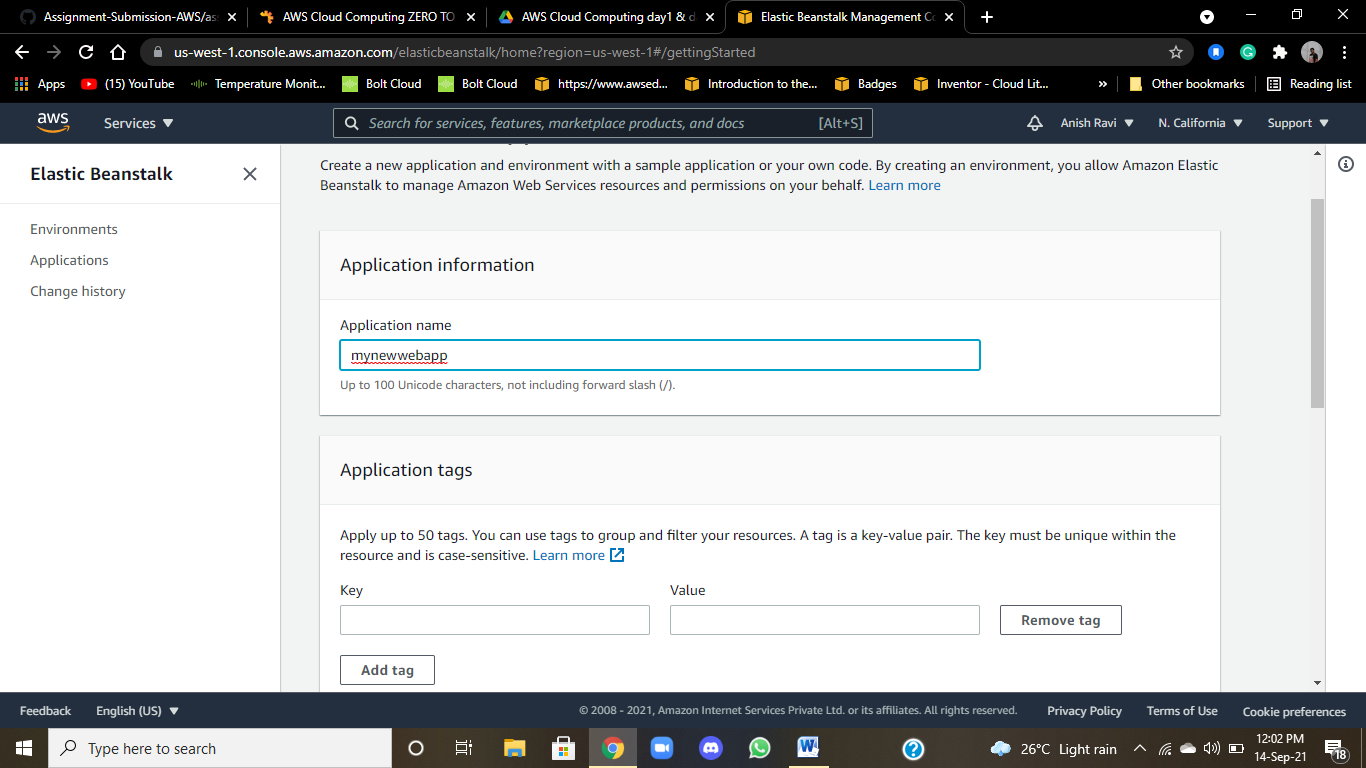 Assignment-Submission-AWS/as
AWS Cloud Computing ZERO TO
AWS Cloud Computing day1 & d
Elastic Beanstalk Management Co
us-west-1.console.aws.amazon.com/elasticbeanstalk/home?region=us-west-1#/gettingStarted
Apps
(15) YouTube
Temperature Monit...
Bolt Cloud
Bolt Cloud
https://www.awsed...
Introduction to the...
Badges
Inventor - Cloud Lit...
»
Other bookmarks
Reading list
aws
Services
Search for services, features, marketplace products, and docs
[Alt+S]
Anish Ravi
N. California
Support
Elastic Beanstalk
Environments
Applications
Change history
Create a new application and environment with a sample application or your own code. By creating an environment, you allow Amazon Elastic
Beanstalk to manage Amazon Web Services resources and permissions on your behalf. Learn more
Application information
Application name
mynewwebapp
Up to 100 Unicode characters, not including forward slash (/).
Application tags
Apply up to 50 tags. You can use tags to group and filter your resources. A tag is a key-value pair. The key must be unique within the
resource and is case-sensitive. Learn more
Key
Value
Remove tag
Add tag
Feedback
English (US)
© 2008 - 2021, Amazon Internet Services Private Ltd. or its affiliates. All rights reserved.
Privacy Policy
Terms of Use
Cookie preferences
Type here to search
26°C Light rain
12:02 PM
14-Sep-21
18